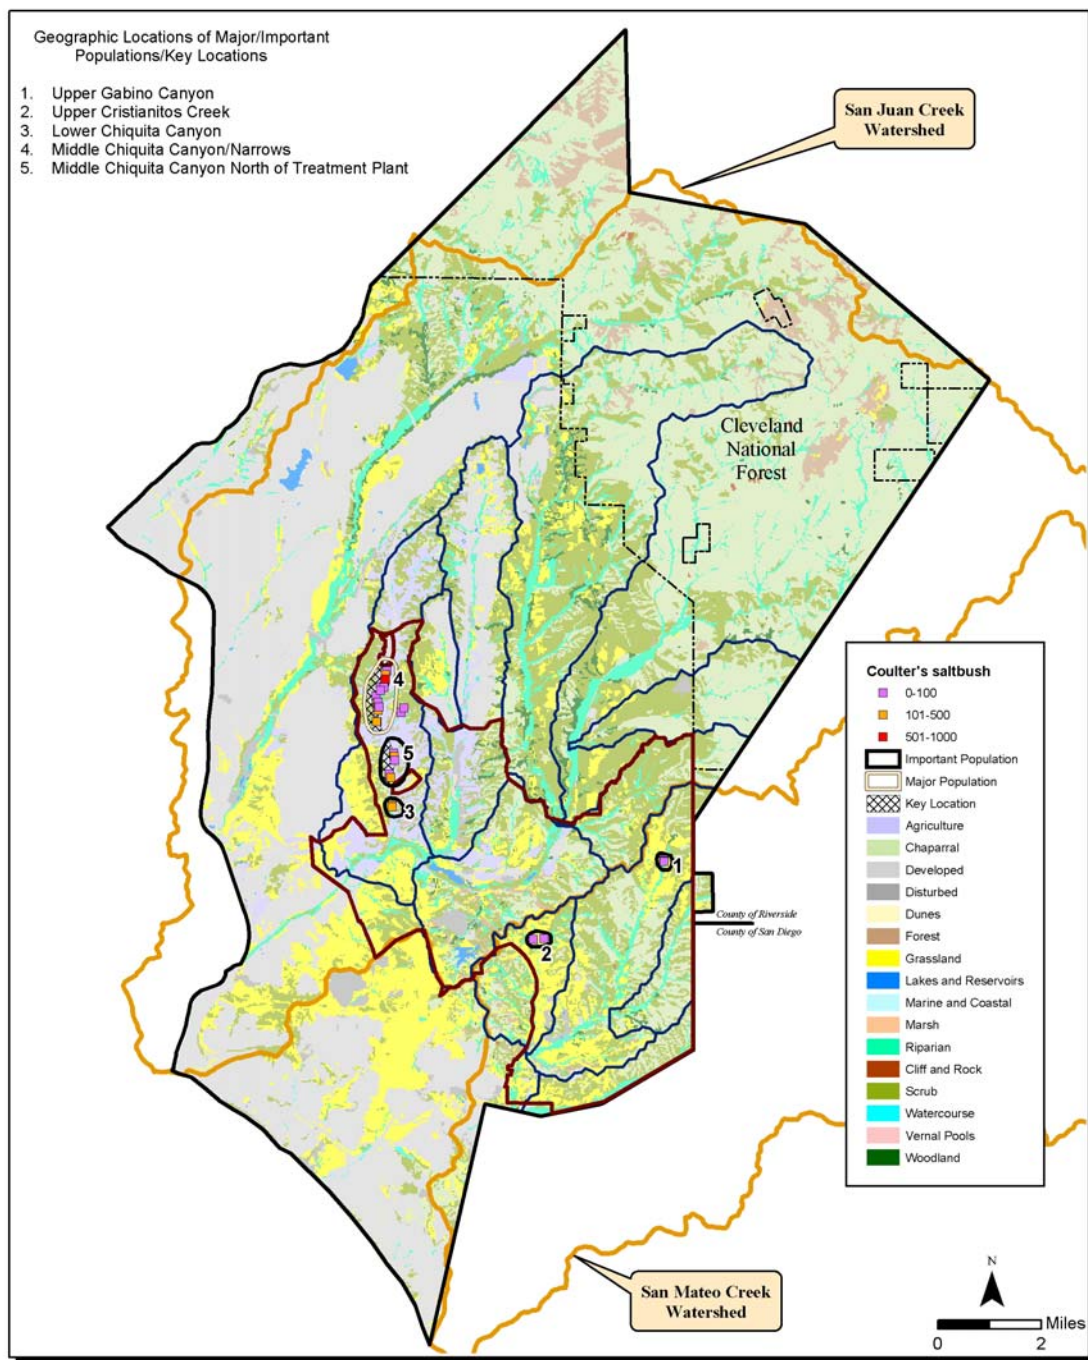 Geographic Locations of Major/Important
Populations/Key Locations
1. Upper Gabino Canyon
2. Upper Cristianitos Creek
3. Lower Chiquita Canyon
4. Middle Chiquita Canyon/Narrows
5. Middle Chiquita Canyon North of Treatment Plant
San Juan Creek
Watershed
Cleveland
National
Forest
4
5
3
1
2
County of Riverside
County of San Diego
Coulter's saltbush
0-100
101-500
501-1000
Important Population
Major Population
Key Location
Agriculture
Chaparral
Developed
Disturbed
Dunes
Forest
Grassland
Lakes and Reservoirs
Marine and Coastal
Marsh
Riparian
Cliff and Rock
Scrub
Watercourse
Vernal Pools
Woodland
San Mateo Creek
Watershed
N
Miles
0 2